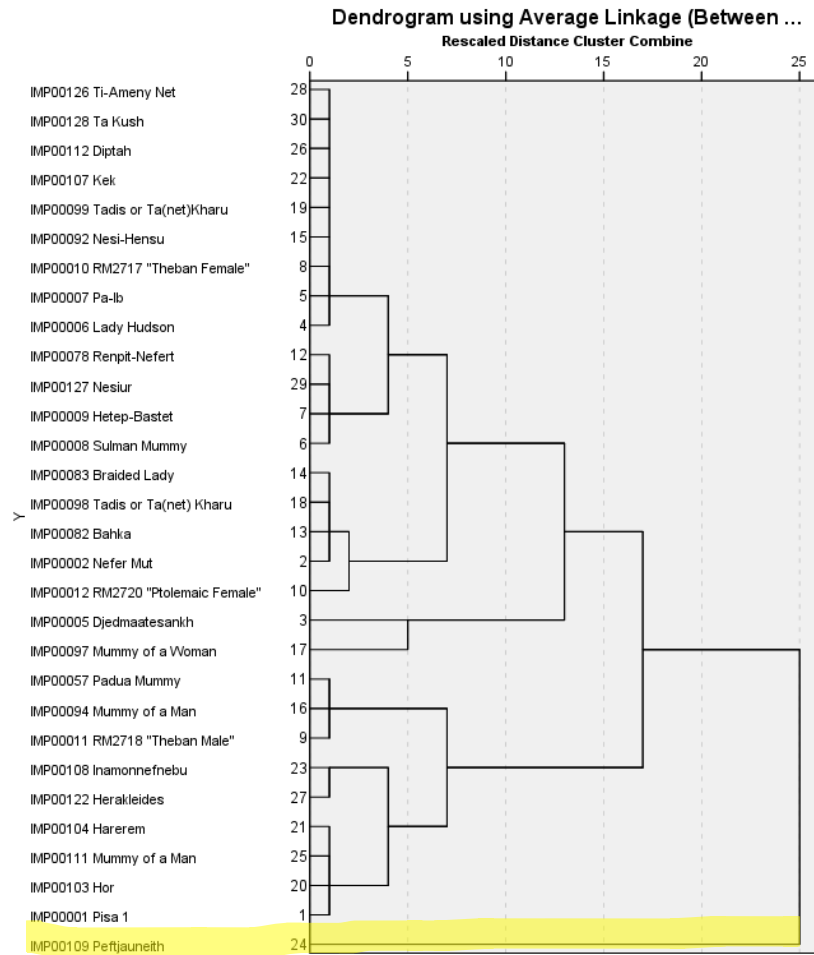 Dendrogram using Average Linkage (Between ...
Rescaled Distance Cluster Combine
0 5 10 15 20 25
IMP00126 Ti-Ameny Net 28
IMP00128 Ta Kush 30
IMP00112 Diptah 26
IMP00107 Kek 22
IMP00099 Tadis or Ta(net)Kharu 19
IMP00092 Nesi-Hensu 15
IMP00010 RM2717 "Theban Female" 8
IMP00007 Pa-Ib 5
IMP00006 Lady Hudson 4
IMP00078 Renpit-Nefert 12
IMP00127 Nesiur 29
IMP00009 Hetep-Bastet 7
IMP00008 Sulman Mummy 6
IMP00083 Braided Lady 14
IMP00098 Tadis or Ta(net) Kharu 18
Y
IMP00082 Bahka 13
IMP00002 Nefer Mut 2
IMP00012 RM2720 "Ptolemaic Female" 10
IMP00005 Djedmaatesankh 3
IMP00097 Mummy of a Woman 17
IMP00057 Padua Mummy 11
IMP00094 Mummy of a Man 16
IMP00011 RM2718 "Theban Male" 9
IMP00108 Inamonnefnebu 23
IMP00122 Herakleides 27
IMP00104 Harerem 21
IMP00111 Mummy of a Man 25
IMP00103 Hor 20
IMP00001 Pisa 1 1
IMP00109 Peftjauneith 24